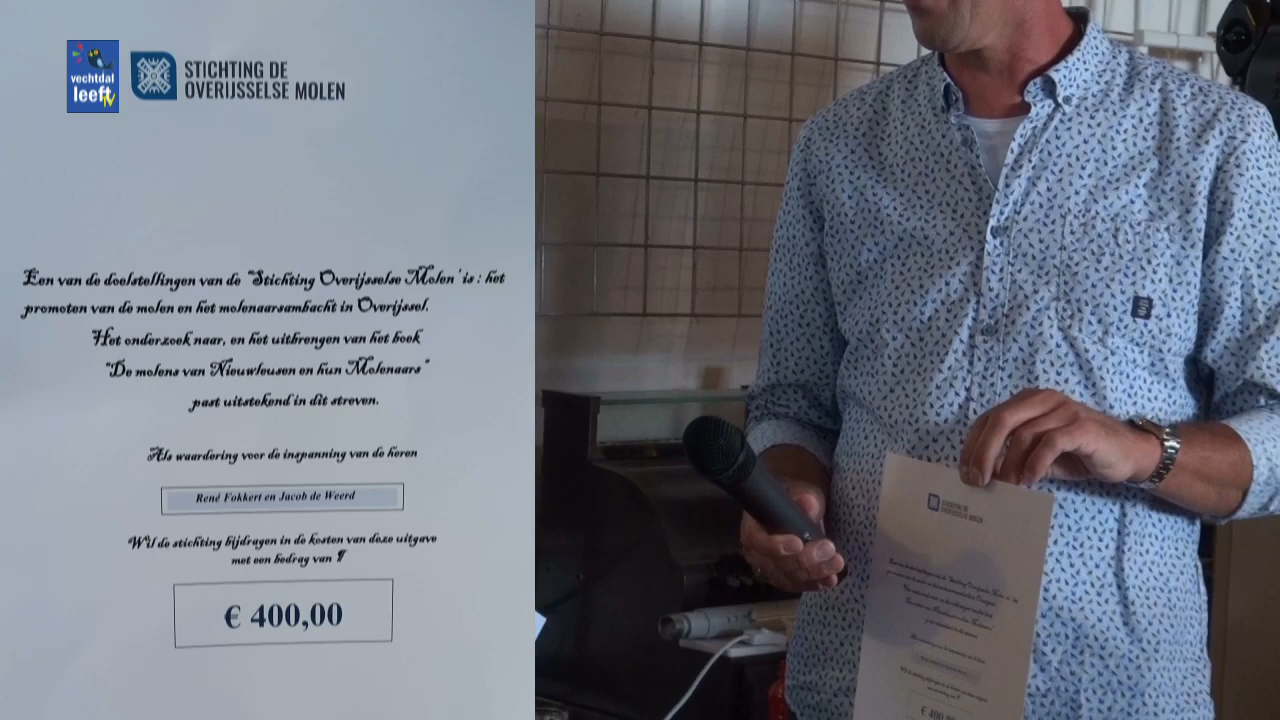 vechtdal
leeft TV
STICHTING DE
OVERIJSSELSE MOLEN
Een van de doelstellingen van de "Stichting Overijsselse Molen' is : het
promoten van de molen en het molenaarsambacht in Overijssel.
Het onderzoek naar, en het uitbrengen van het boek
"De molens van Nieuwleusen en hun Molenaars"
past uitstekend in dit streven.
Als waardering voor de inspanning van de heren
René Fokkert en Jacob de Weerd
Wil de stichting bijdragen in de kosten van deze uitgave
met een bedrag van
€ 400,00
STICHTING DE
OVERIJSSELSE MOLEN